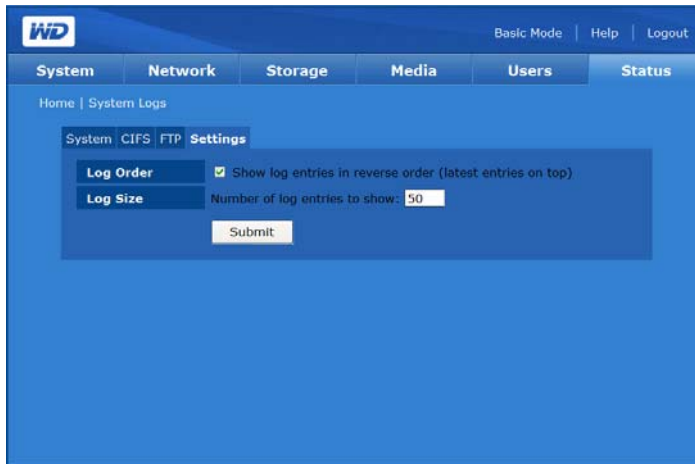 WD
Basic Mode | Help | Logout
System Network Storage Media Users Status
Home | System Logs
System CIFS FTP Settings
Log Order Show log entries in reverse order (latest entries on top)
Log Size Number of log entries to show: 50
Submit